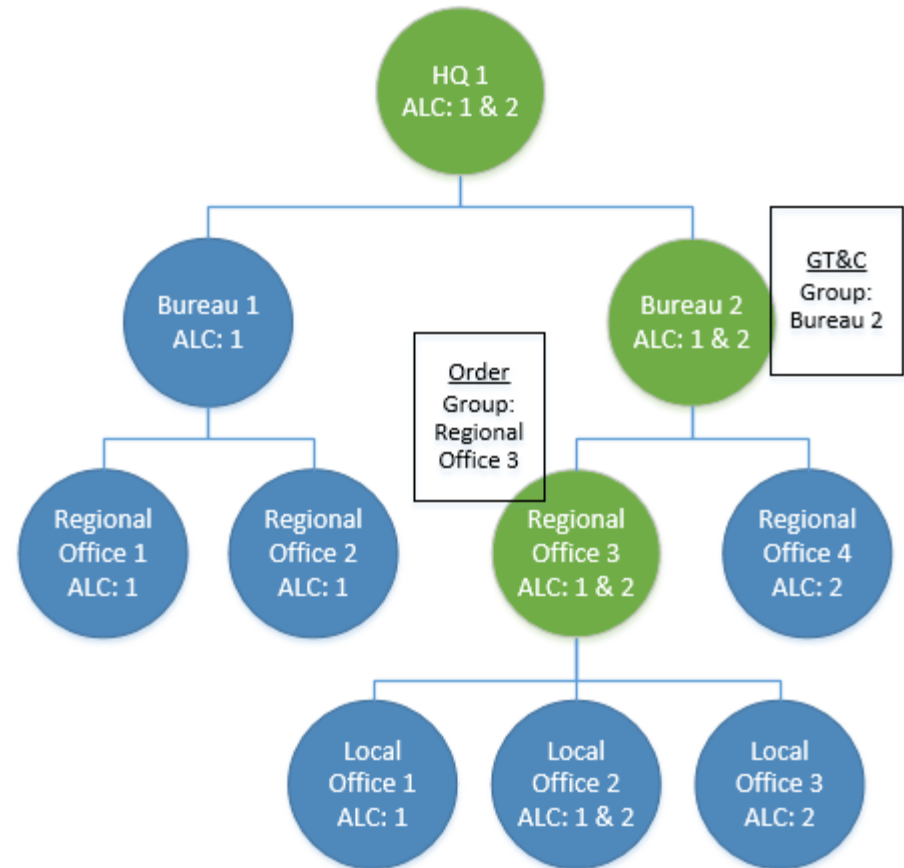 HQ 1
ALC: 1 & 2
Bureau 1
ALC: 1
Bureau 2
ALC: 1 & 2
GT&C
Group:
Bureau 2
Order
Group:
Regional
Office 3
Regional
Office 1
ALC: 1
Regional
Office 2
ALC: 1
Regional
Office 3
ALC: 1 & 2
Regional
Office 4
ALC: 2
Local
Office 1
ALC: 1
Local
Office 2
ALC: 1 & 2
Local
Office 3
ALC: 2